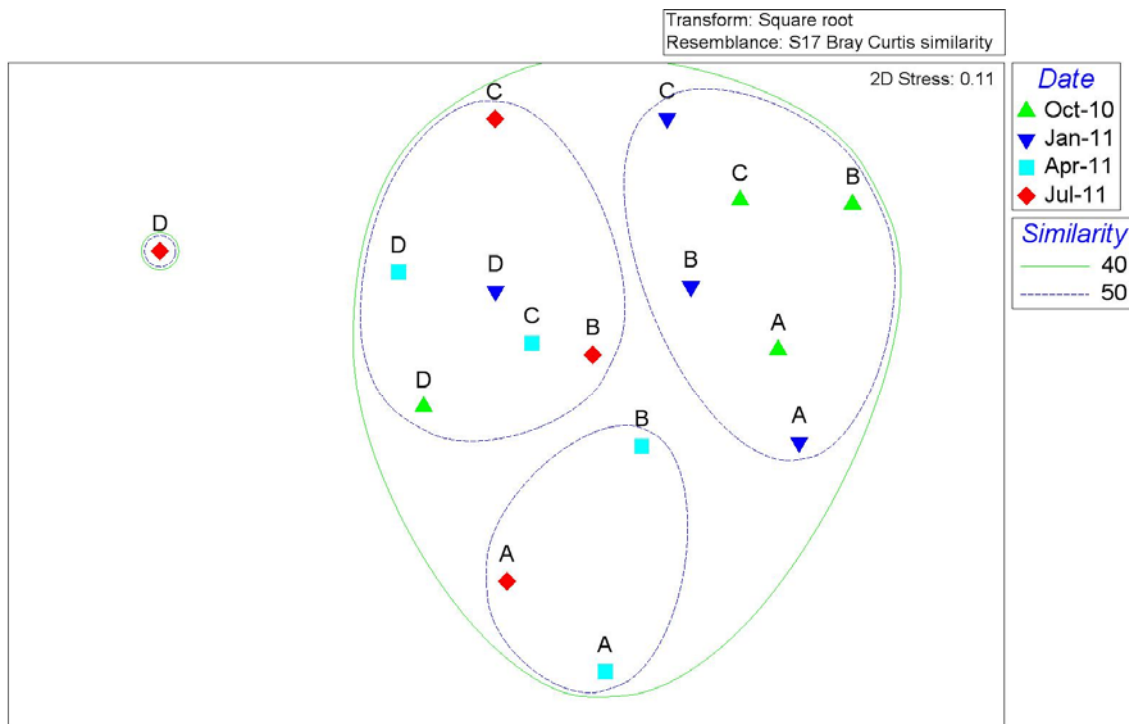 Transform: Square root
Resemblance: S17 Bray Curtis similarity
2D Stress: 0.11
Date
Oct-10
Jan-11
Apr-11
Jul-11
Similarity
40
50
C
C
C
B
D
D
D
B
C
B
A
D
B
A
A
A